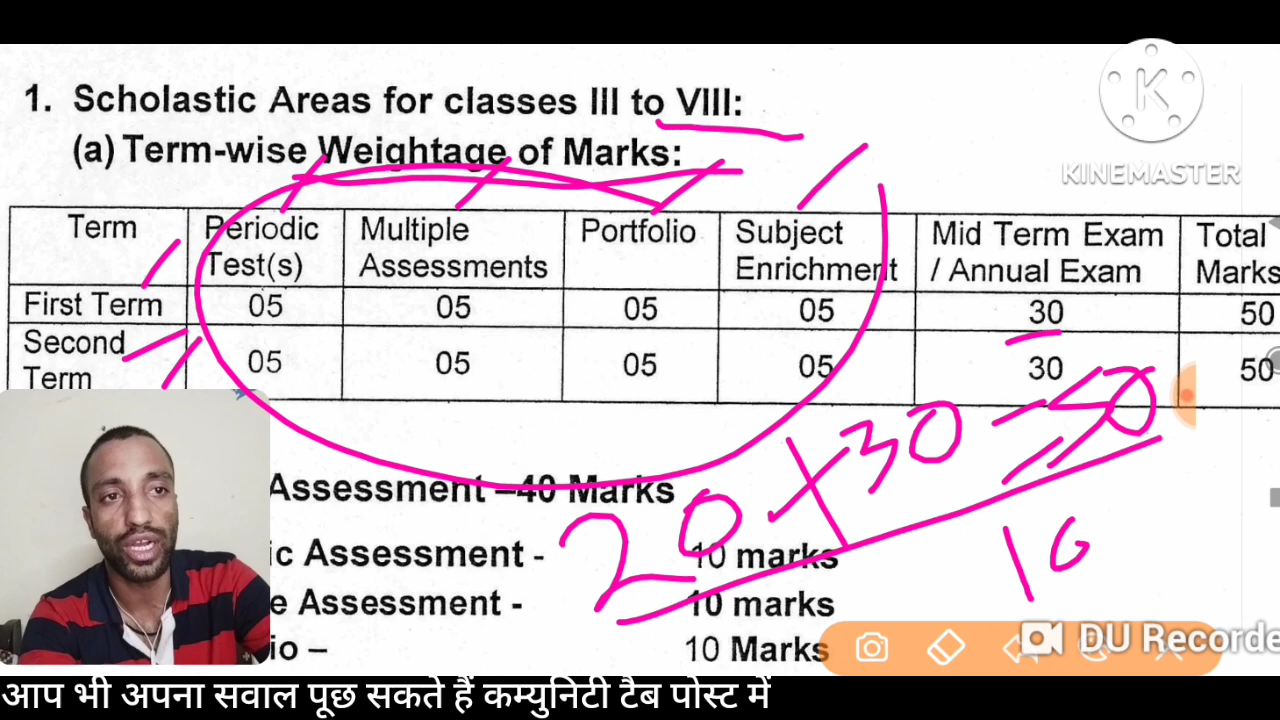 1. Scholastic Areas for classes III to VIII:
(a) Term-wise Weightage of Marks:
K
KINEMASTER
Term Periodic Test(s) Multiple Assessments Portfolio Subject Enrichment Mid Term Exam / Annual Exam Total Marks
First Term 05 05 05 05 30 50
Second Term 05 05 05 05 30 50
Assessment –40 Marks
20+30=50
ic Assessment - 10 marks
e Assessment - 10 marks
io – 10 Marks
DU Recorde
आप भी अपना सवाल पूछ सकते हैं कम्युनिटी टैब पोस्ट में